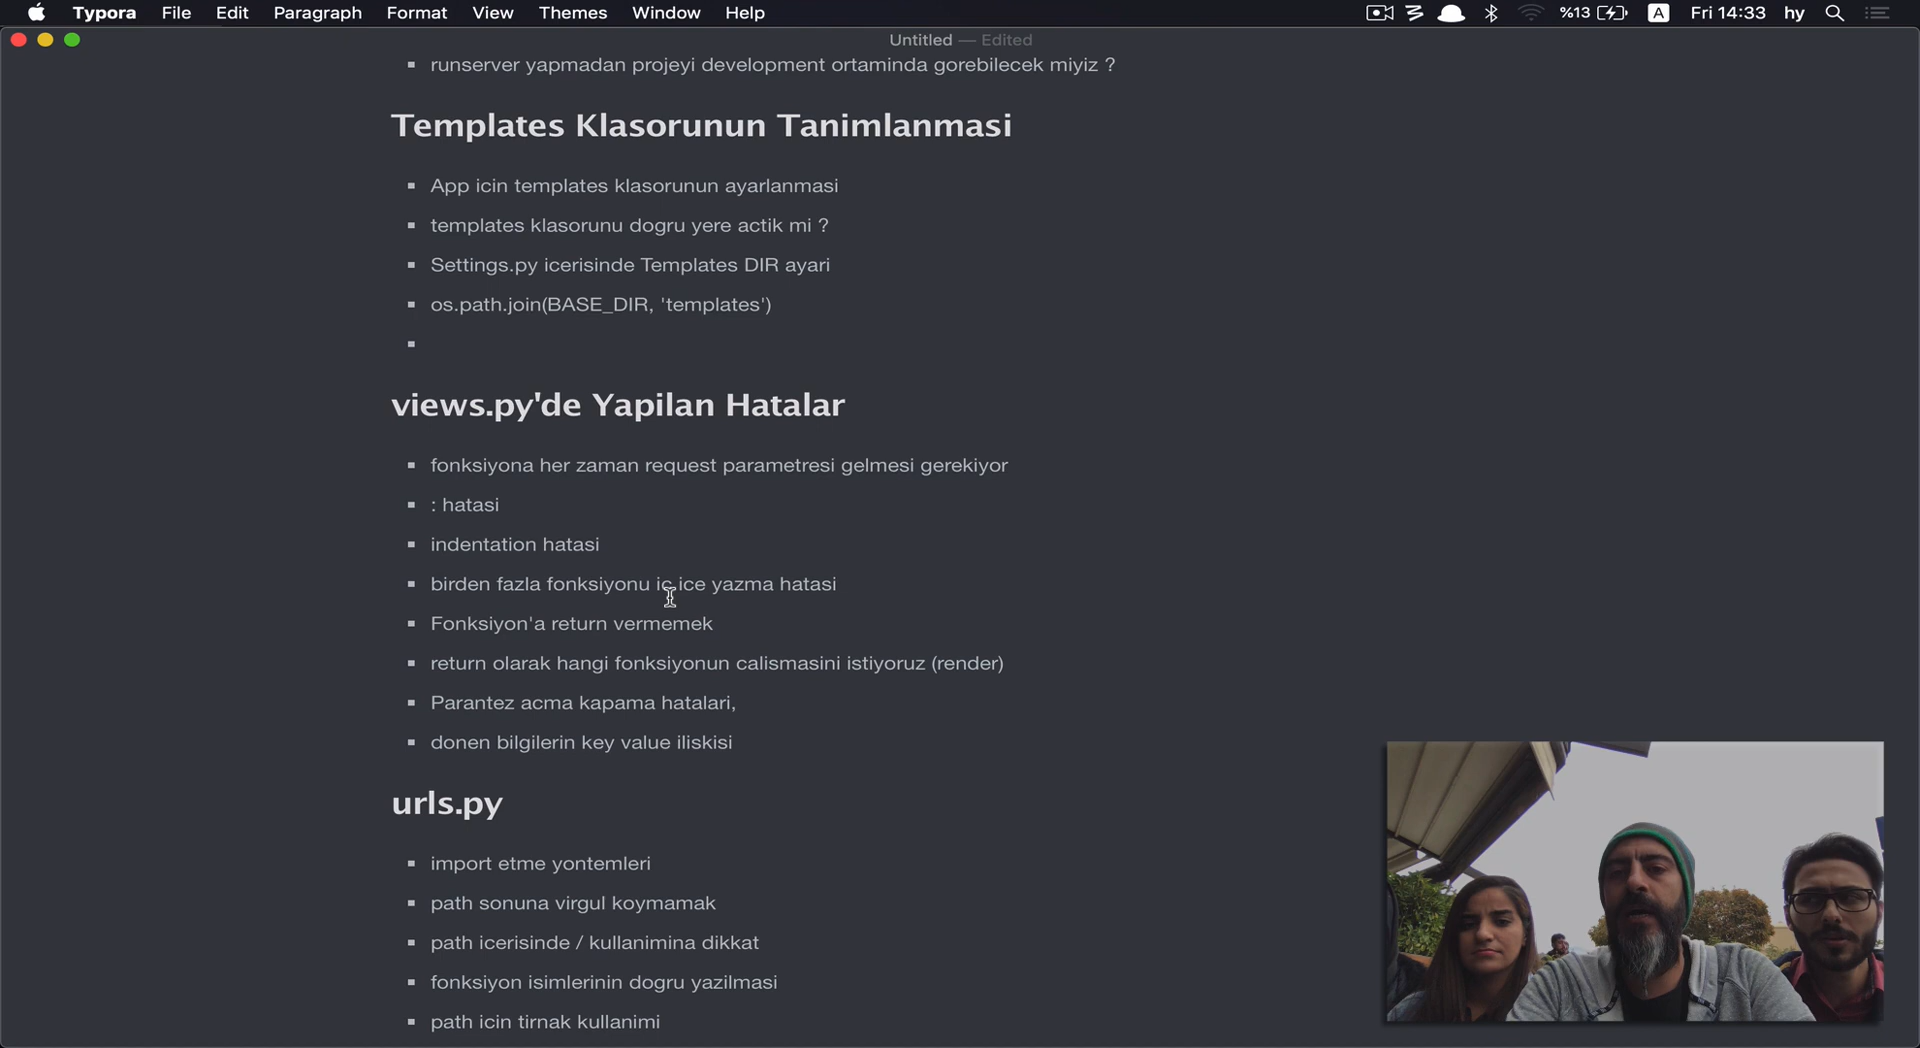 Typora File Edit Paragraph Format View Themes Window Help %13 A Fri 14:33 hy
Untitled — Edited
runserver yapmadan projeyi development ortaminda gorebilecek miyiz ?
Templates Klasorunun Tanimlanmasi
App icin templates klasorunun ayarlanmasi
templates klasorunu dogru yere actik mi ?
Settings.py icerisinde Templates DIR ayari
os.path.join(BASE_DIR, 'templates')
views.py'de Yapilan Hatalar
fonksiyona her zaman request parametresi gelmesi gerekiyor
: hatasi
indentation hatasi
birden fazla fonksiyonu ic ice yazma hatasi
Fonksiyon'a return vermemek
return olarak hangi fonksiyonun calismasini istiyoruz (render)
Parantez acma kapama hatalari,
donen bilgilerin key value iliskisi
urls.py
import etme yontemleri
path sonuna virgul koymamak
path icerisinde / kullanimina dikkat
fonksiyon isimlerinin dogru yazilmasi
path icin tirnak kullanimi